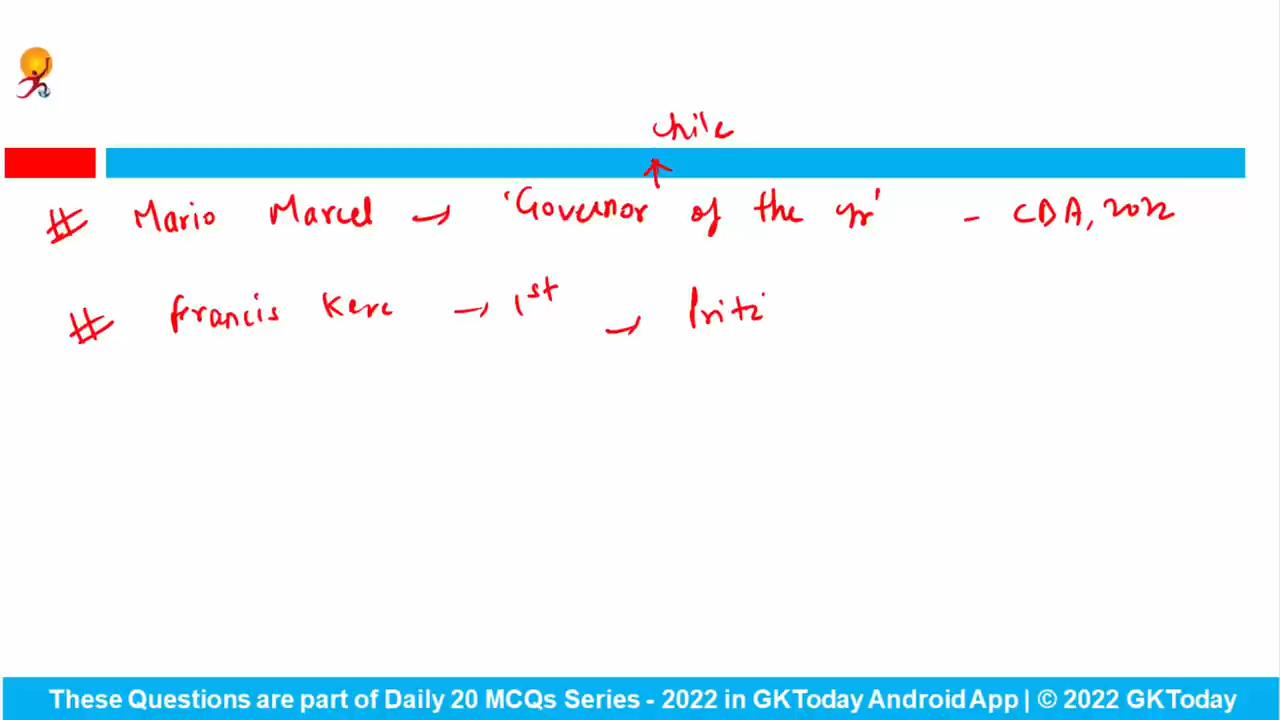 chile
# Mario Marcel → 'Governor of the yr' - CBA, 2022
# Francis Kere → 1st → Pritz
These Questions are part of Daily 20 MCQs Series - 2022 in GKToday Android App | © 2022 GKToday